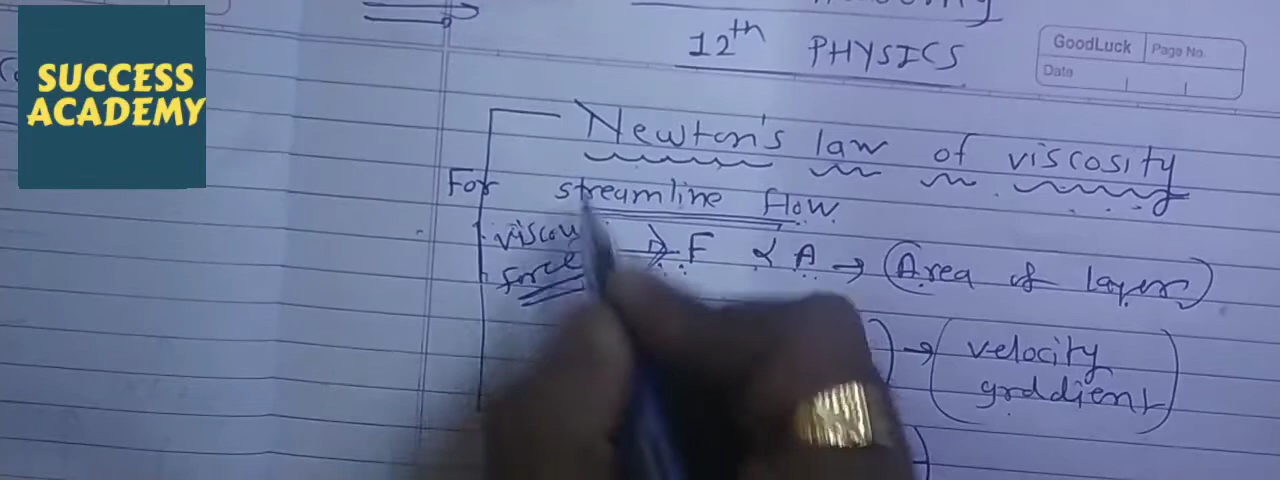 SUCCESS
ACADEMY
12th PHYSICS
GoodLuck Page No.
Date
Newton's law of viscosity
For streamline flow
F ∝ A → (Area of layers)
force
→ (velocity
gradient)